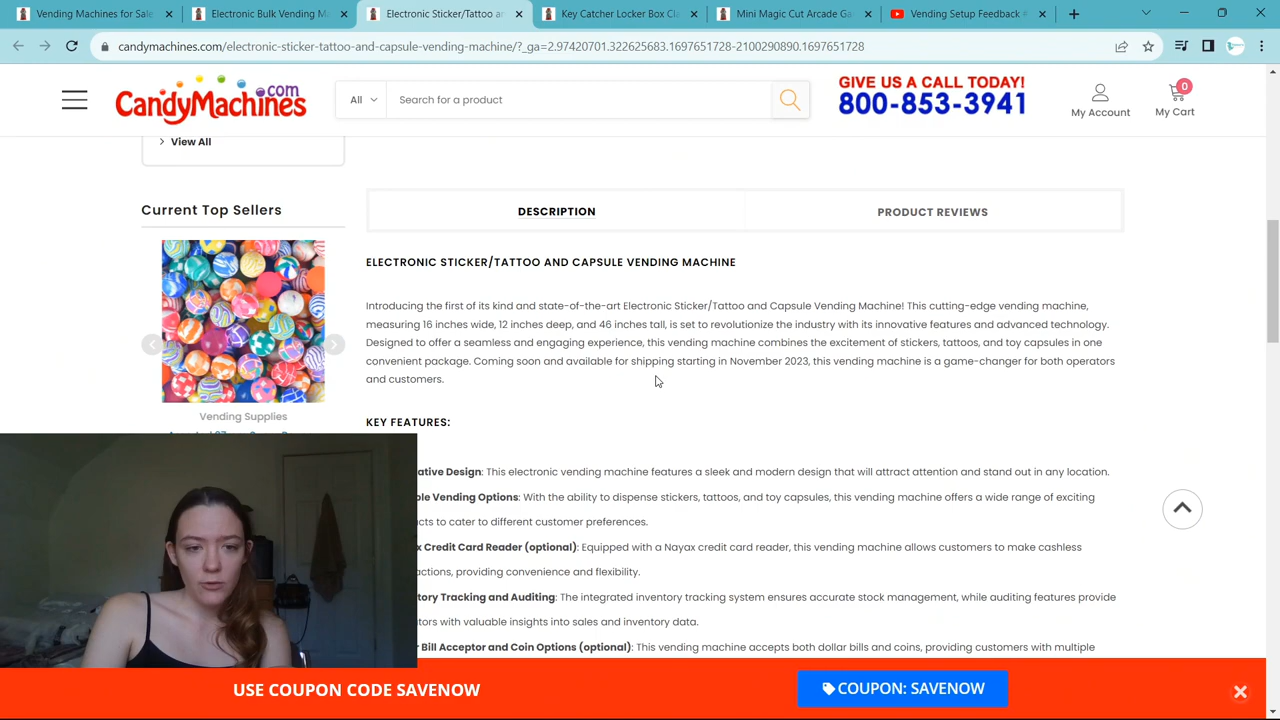 Vending Machines for Sale
Electronic Bulk Vending Ma
Electronic Sticker/Tattoo an
Key Catcher Locker Box Cl
Mini Magic Cut Arcade Ga
Vending Setup Feedback
candymachines.com/electronic-sticker-tattoo-and-capsule-vending-machine/?_ga=2.97420701.322625683.1697651728-2100290890.1697651728
CandyMachines.com
All
Search for a product
GIVE US A CALL TODAY!
800-853-3941
My Account
0
My Cart
View All
Current Top Sellers
DESCRIPTION
PRODUCT REVIEWS
ELECTRONIC STICKER/TATTOO AND CAPSULE VENDING MACHINE
Introducing the first of its kind and state-of-the-art Electronic Sticker/Tattoo and Capsule Vending Machine! This cutting-edge vending machine,
measuring 16 inches wide, 12 inches deep, and 46 inches tall, is set to revolutionize the industry with its innovative features and advanced technology.
Designed to offer a seamless and engaging experience, this vending machine combines the excitement of stickers, tattoos, and toy capsules in one
convenient package. Coming soon and available for shipping starting in November 2023, this vending machine is a game-changer for both operators
and customers.
Vending Supplies
KEY FEATURES:
ative Design: This electronic vending machine features a sleek and modern design that will attract attention and stand out in any location.
ple Vending Options: With the ability to dispense stickers, tattoos, and toy capsules, this vending machine offers a wide range of exciting
cts to cater to different customer preferences.
x Credit Card Reader (optional): Equipped with a Nayax credit card reader, this vending machine allows customers to make cashless
actions, providing convenience and flexibility.
tory Tracking and Auditing: The integrated inventory tracking system ensures accurate stock management, while auditing features provide
tors with valuable insights into sales and inventory data.
r Bill Acceptor and Coin Options (optional): This vending machine accepts both dollar bills and coins, providing customers with multiple
USE COUPON CODE SAVENOW
COUPON: SAVENOW